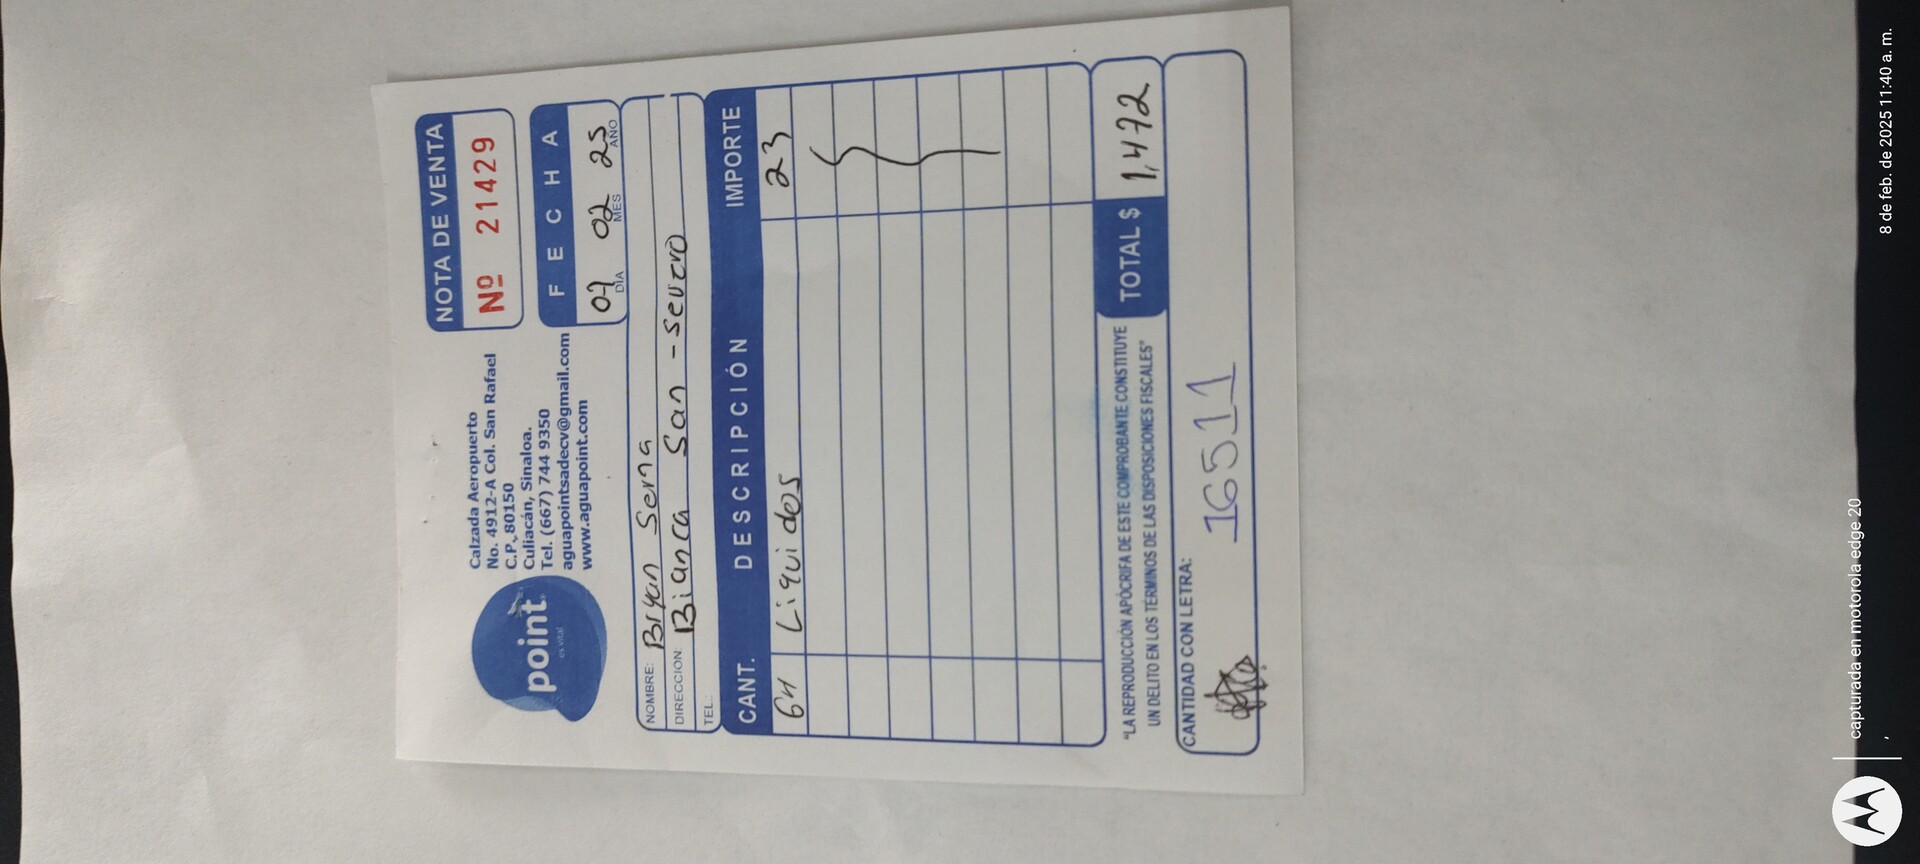 point
es vital
Calzada Aeropuerto
No. 4912-A Col. San Rafael
C.P. 80150
Culiacán, Sinaloa.
Tel. (667) 744 9350
aguapointsadecv@gmail.com
www.aguapoint.com
NOTA DE VENTA
Nº 21429
FECHA
07 02 25
DÍA MES AÑO
NOMBRE: Bryan Serna
DIRECCION: Bianca San - severo
TEL:
CANT. DESCRIPCIÓN IMPORTE
64 Liquidos 23
"LA REPRODUCCIÓN APÓCRIFA DE ESTE COMPROBANTE CONSTITUYE
UN DELITO EN LOS TÉRMINOS DE LAS DISPOSICIONES FISCALES"
TOTAL $ 1,472
CANTIDAD CON LETRA:
16511
capturada en motorola edge 20
8 de feb. de 2025 11:40 a. m.